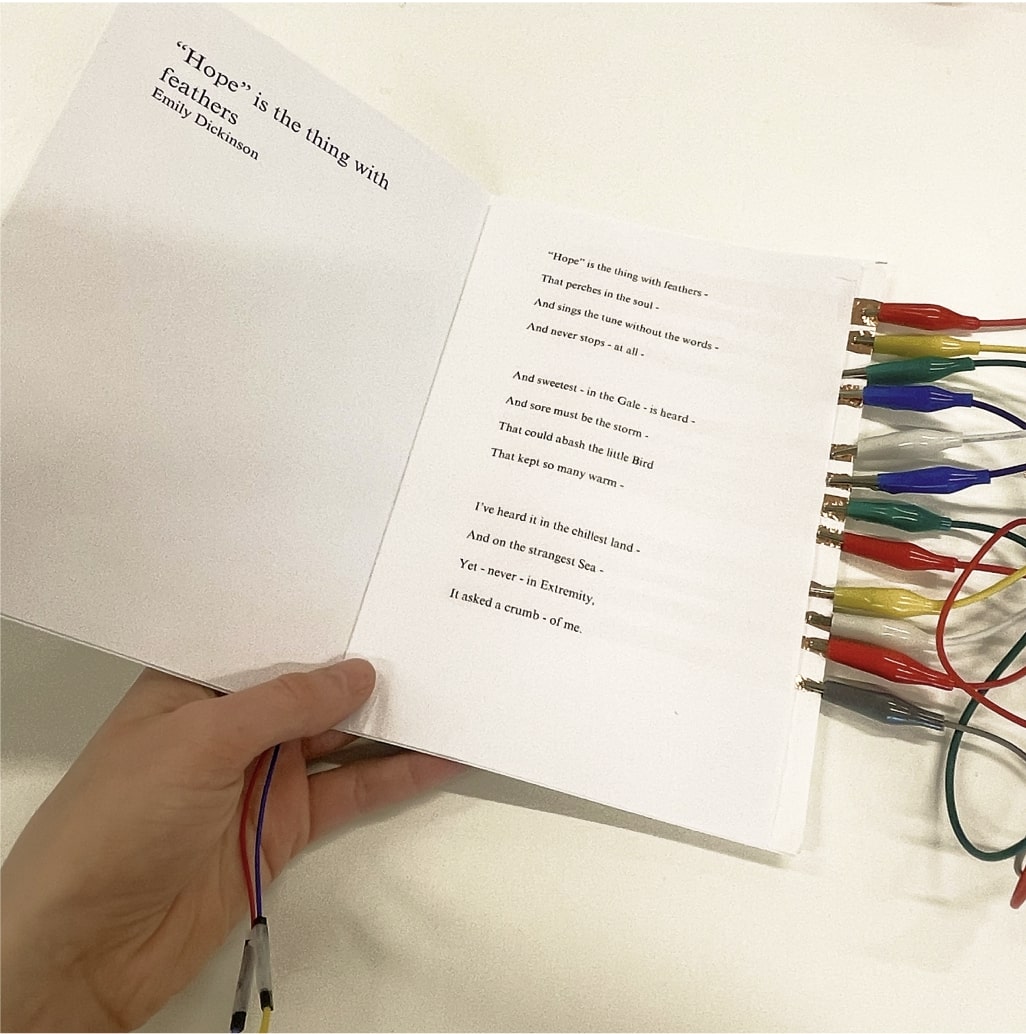 “Hope” is the thing with
feathers
Emily Dickinson
“Hope” is the thing with feathers -
That perches in the soul -
And sings the tune without the words -
And never stops - at all -
And sweetest - in the Gale - is heard -
And sore must be the storm -
That could abash the little Bird
That kept so many warm -
I’ve heard it in the chillest land -
And on the strangest Sea -
Yet - never - in Extremity,
It asked a crumb - of me.